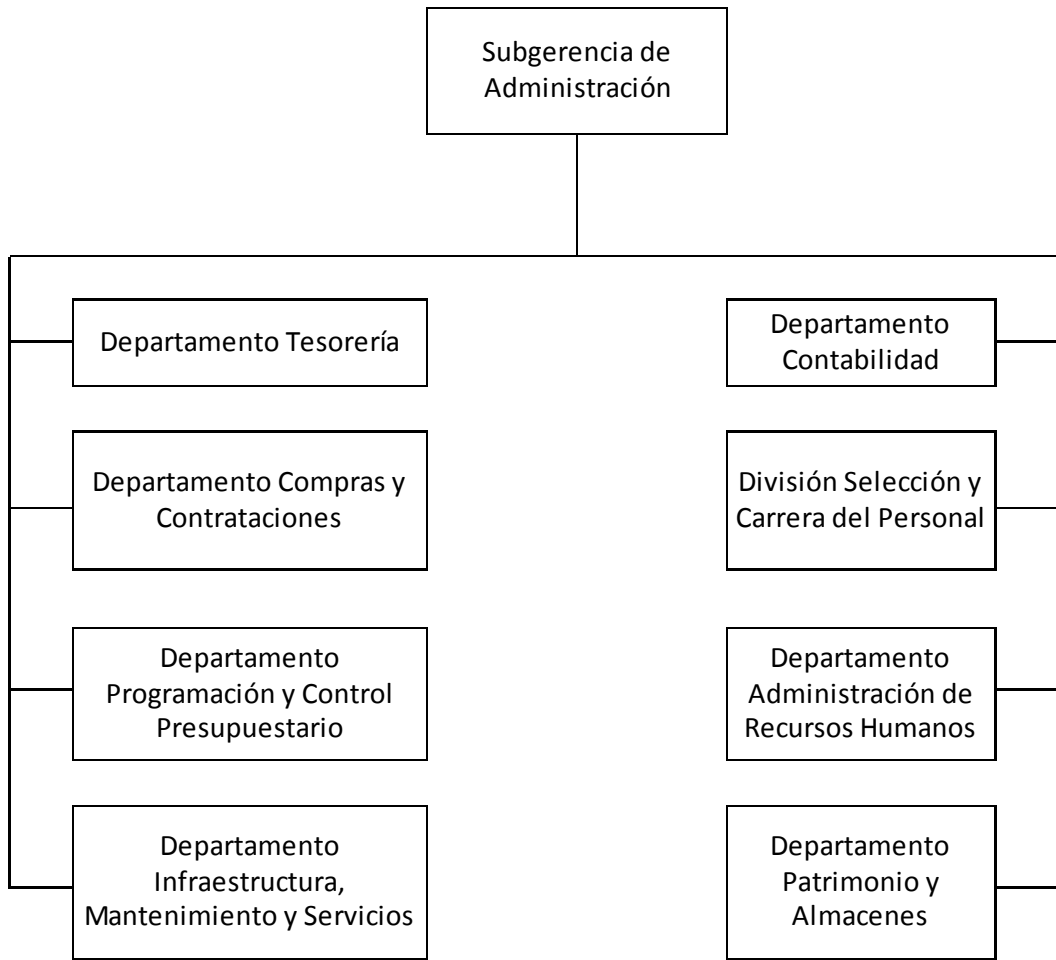 Subgerencia de
Administración
Departamento Tesorería
Departamento
Contabilidad
Departamento Compras y
Contrataciones
División Selección y
Carrera del Personal
Departamento
Programación y Control
Presupuestario
Departamento
Administración de
Recursos Humanos
Departamento
Infraestructura,
Mantenimiento y Servicios
Departamento
Patrimonio y
Almacenes